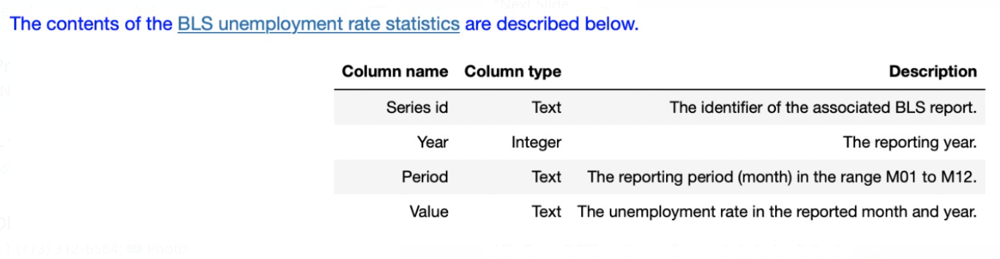 The contents of the BLS unemployment rate statistics are described below.
Column name Column type Description
Series id Text The identifier of the associated BLS report.
Year Integer The reporting year.
Period Text The reporting period (month) in the range M01 to M12.
Value Text The unemployment rate in the reported month and year.